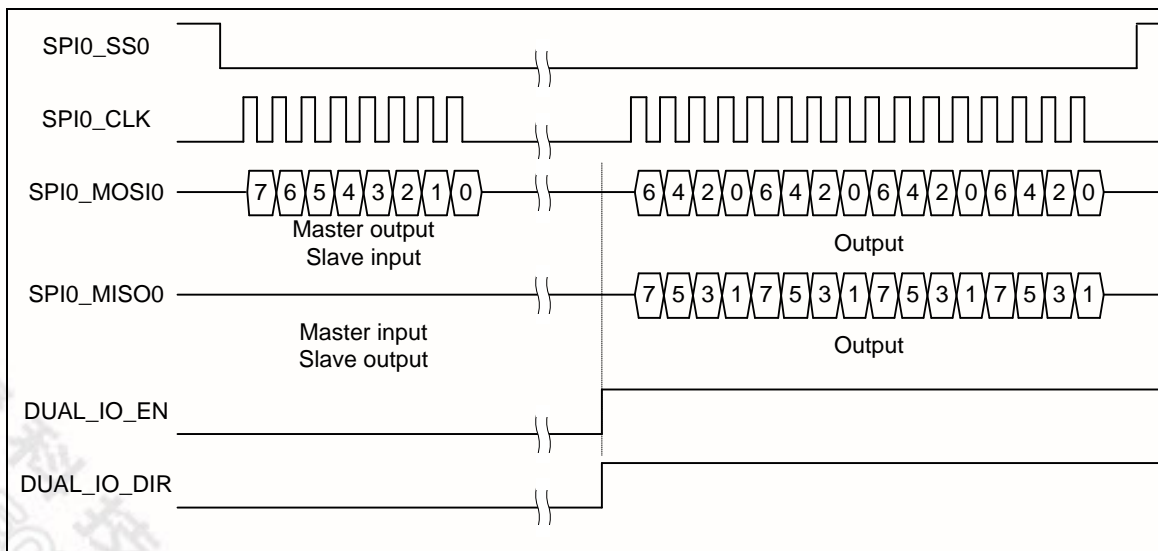 SPI0_SS0
SPI0_CLK
SPI0_MOSI0 7 6 5 4 3 2 1 0 6 4 2 0 6 4 2 0 6 4 2 0 6 4 2 0
Master output
Slave input
Output
SPI0_MISO0 7 5 3 1 7 5 3 1 7 5 3 1 7 5 3 1
Master input
Slave output
Output
DUAL_IO_EN
DUAL_IO_DIR